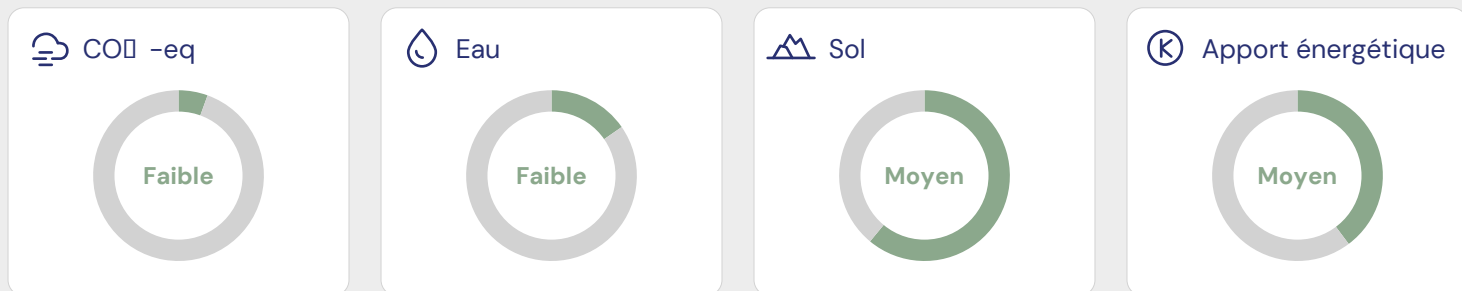 CO▯ -eq
Faible
Eau
Faible
Sol
Moyen
Apport énergétique
Moyen